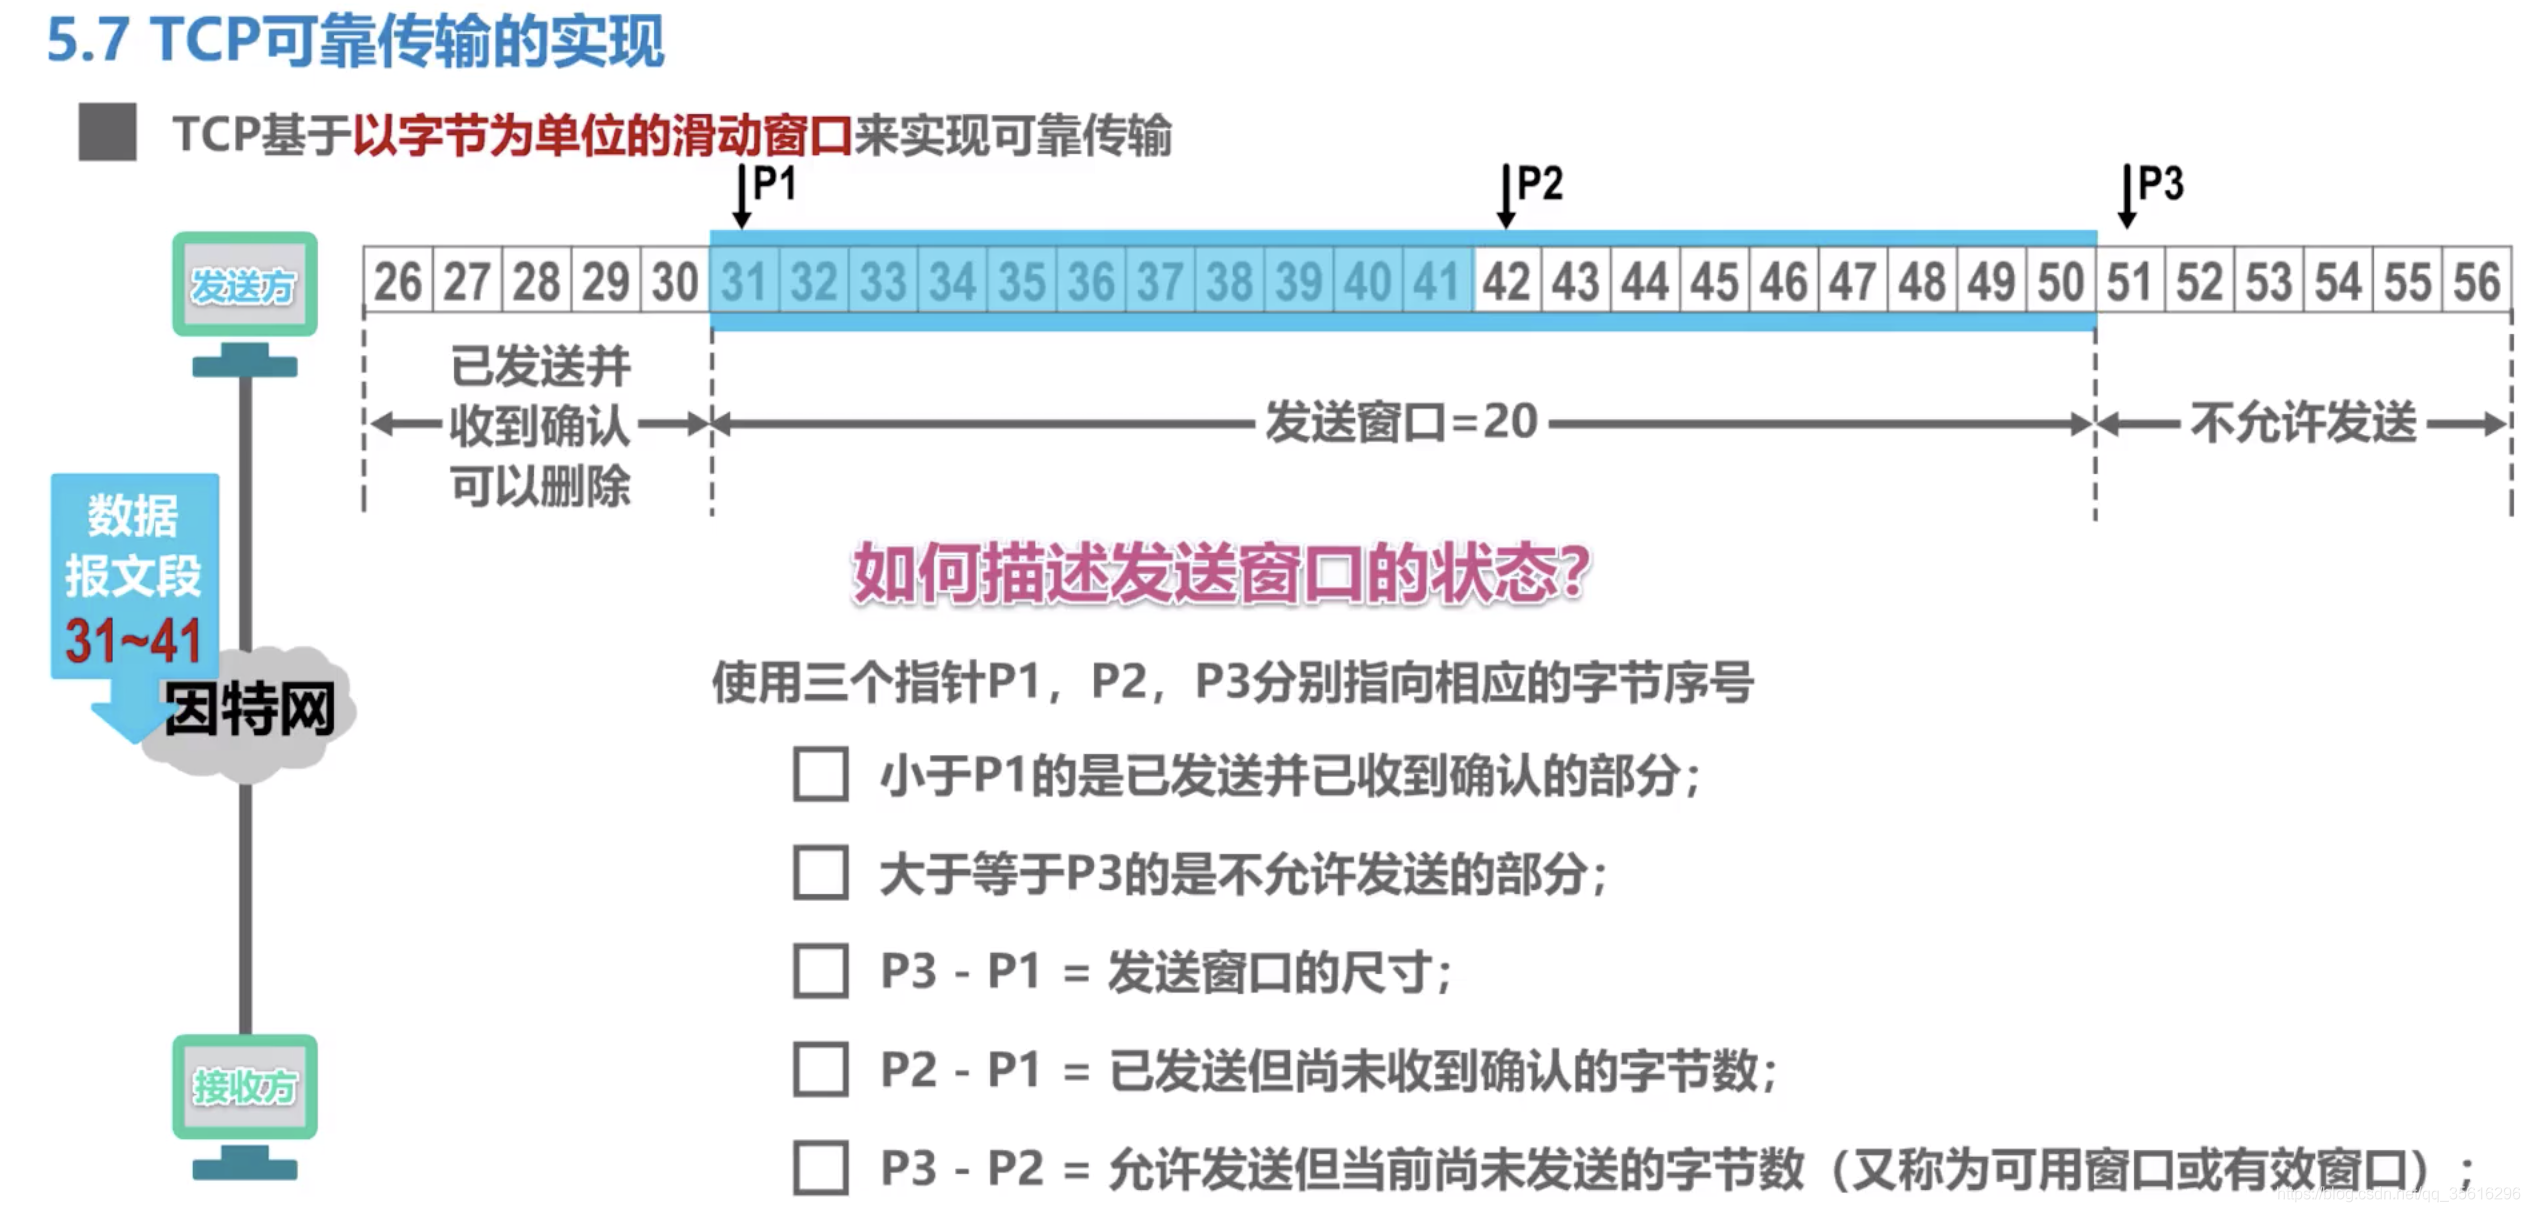 5.7 TCP可靠传输的实现
TCP基于以字节为单位的滑动窗口来实现可靠传输
P1 P2 P3
发送方
26 27 28 29 30 31 32 33 34 35 36 37 38 39 40 41 42 43 44 45 46 47 48 49 50 51 52 53 54 55 56
已发送并
收到确认
可以删除
发送窗口=20
不允许发送
数据
报文段
31~41
因特网
接收方
如何描述发送窗口的状态?
使用三个指针P1，P2，P3分别指向相应的字节序号
小于P1的是已发送并已收到确认的部分；
大于等于P3的是不允许发送的部分；
P3 - P1 = 发送窗口的尺寸；
P2 - P1 = 已发送但尚未收到确认的字节数；
P3 - P2 = 允许发送但当前尚未发送的字节数（又称为可用窗口或有效窗口）；
https://blog.csdn.net/qq_35616296